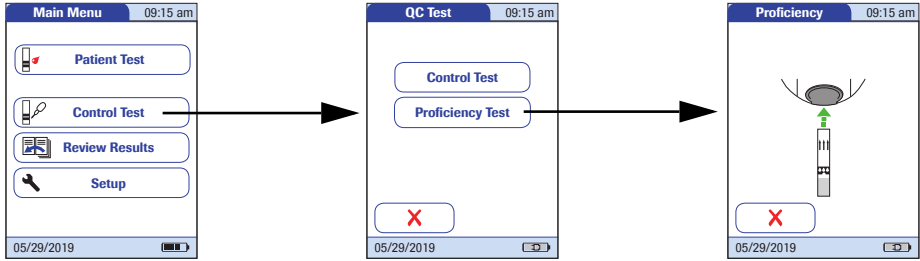 Main Menu 09:15 am
Patient Test
Control Test
Review Results
Setup
05/29/2019
QC Test 09:15 am
Control Test
Proficiency Test
05/29/2019
Proficiency 09:15 am
05/29/2019